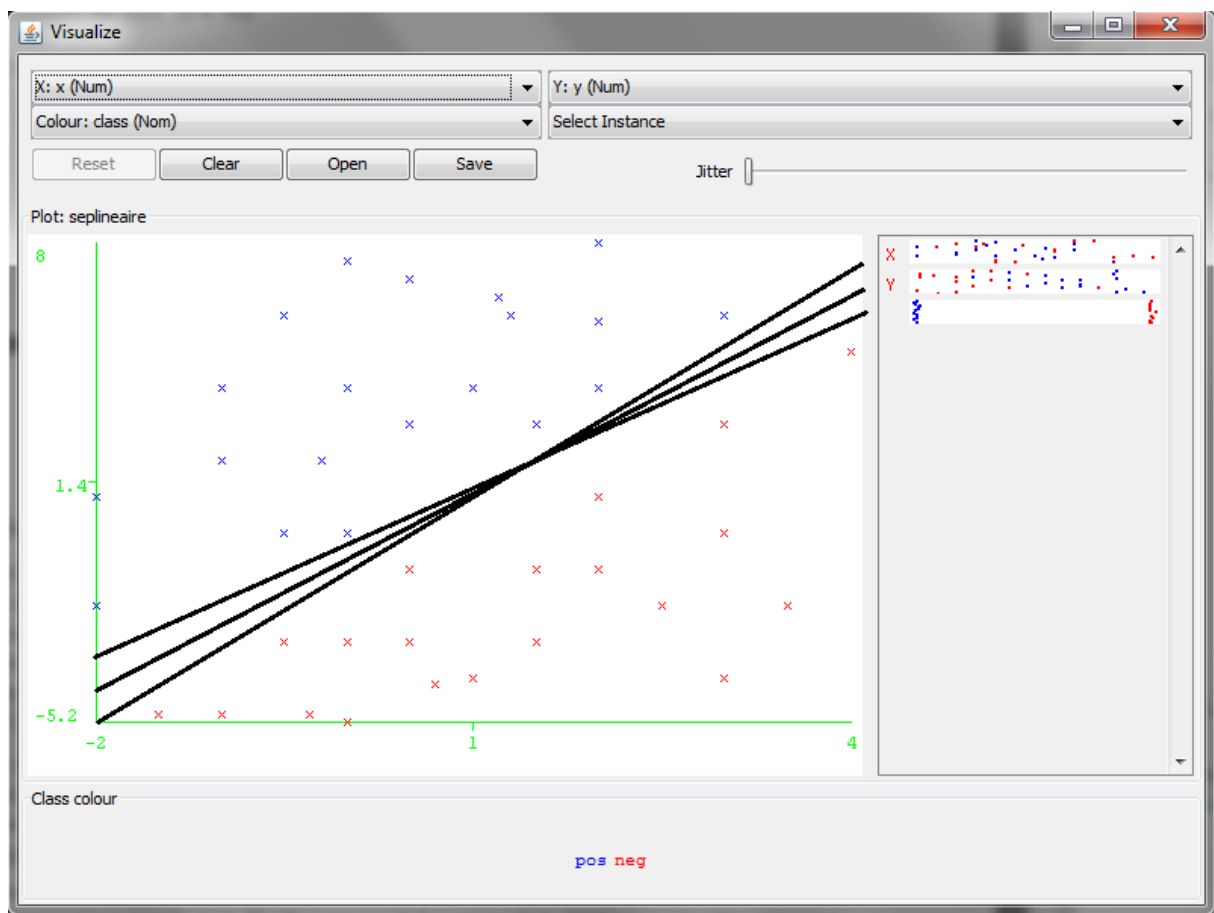 Visualize
X: x (Num)
Y: y (Num)
Colour: class (Nom)
Select Instance
Reset
Clear
Open
Save
Jitter
Plot: seplineaire
8
1.4
-5.2
-2
1
4
X
Y
Class colour
pos neg